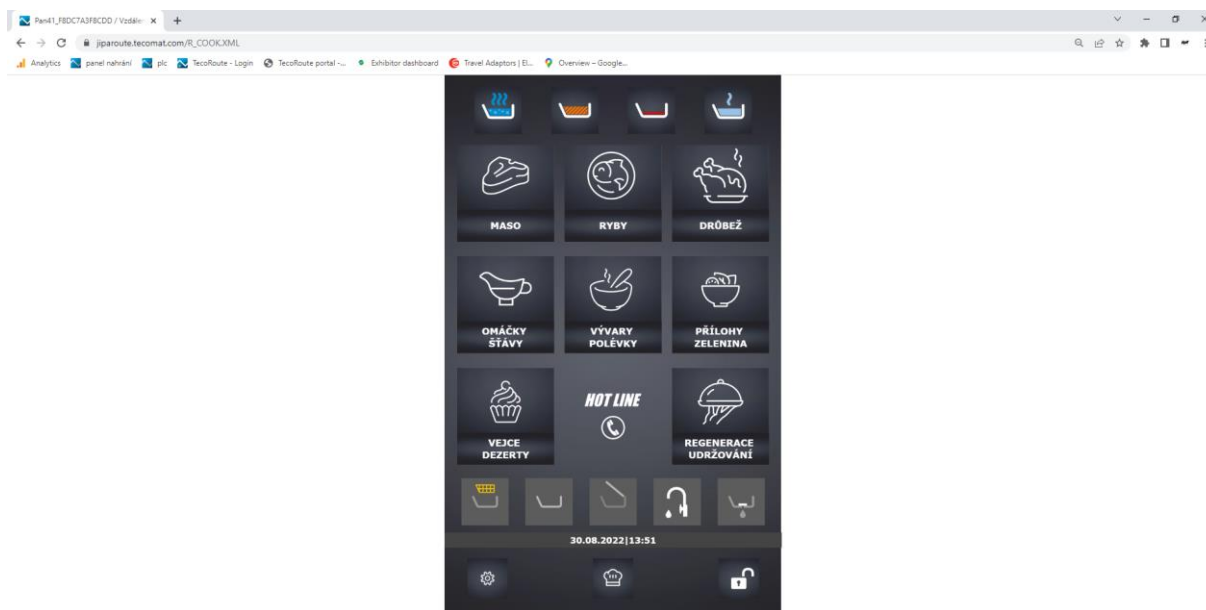 Pan41_F8DC7A3F8CDD / Vzdále
jiparoute.tecomat.com/R_COOK.XML
Analytics panel nahrání plc TecoRoute - Login TecoRoute portal -... Exhibitor dashboard Travel Adaptors | El... Overview – Google...
MASO RYBY DRŮBEŽ
OMÁČKY VÝVARY PŘÍLOHY
ŠŤÁVY POLÉVKY ZELENINA
HOT LINE
VEJCE REGENERACE
DEZERTY UDRŽOVÁNÍ
30.08.2022|13:51